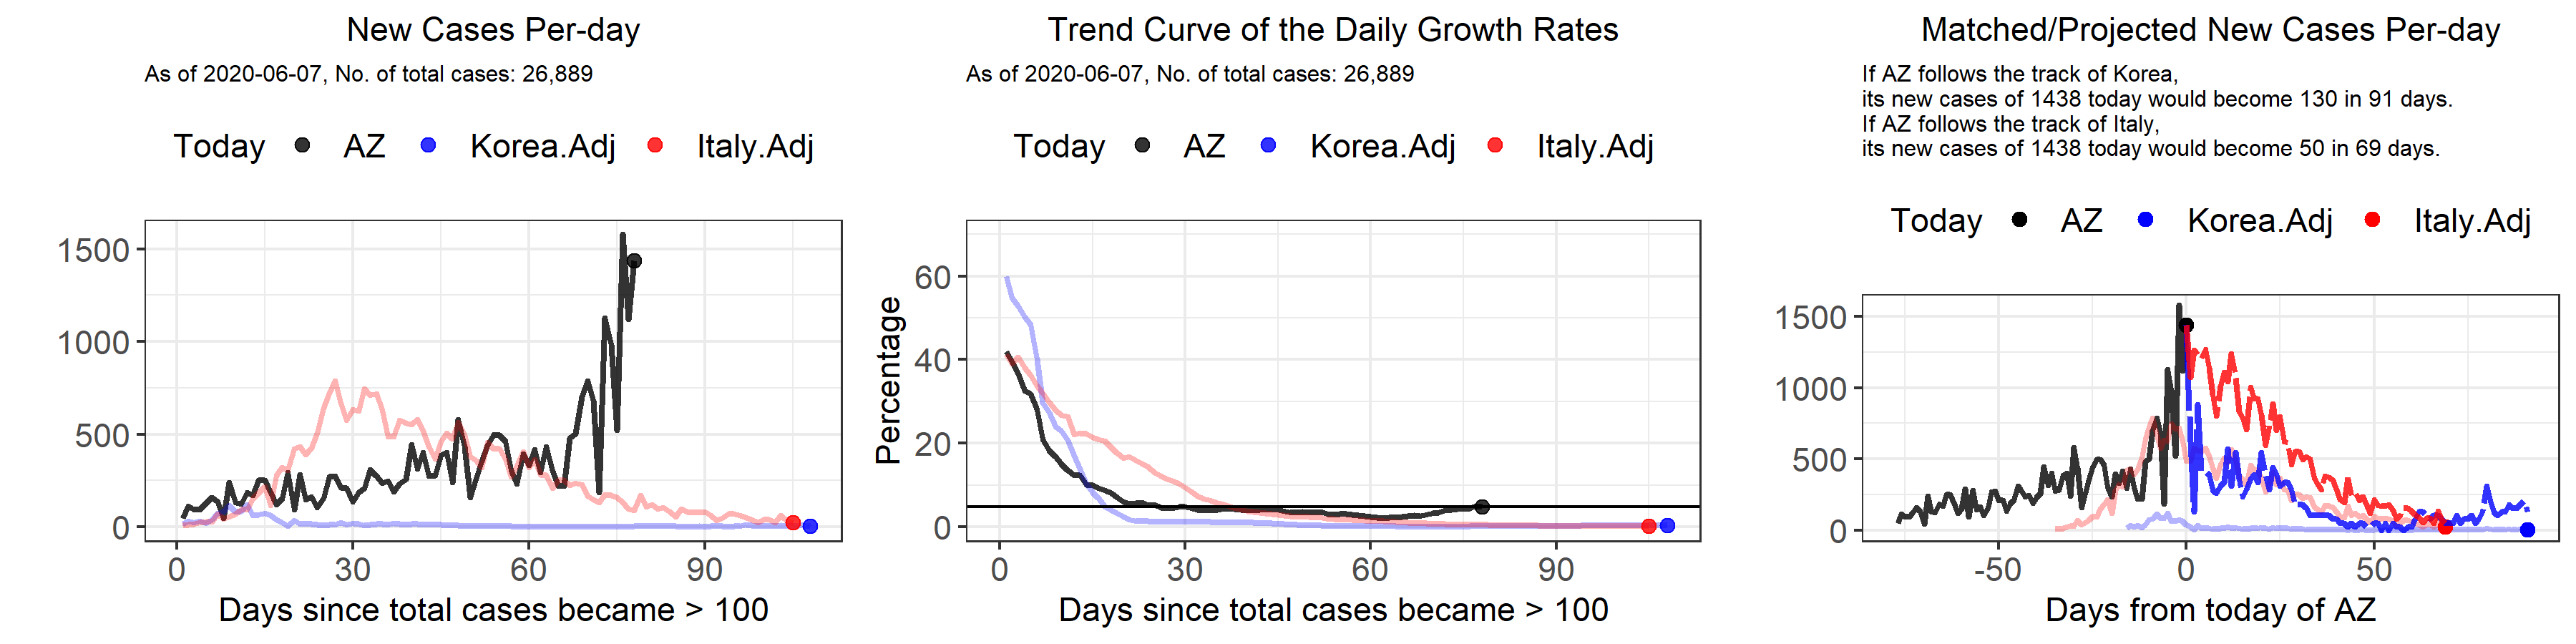 New Cases Per-day
As of 2020-06-07, No. of total cases: 26,889
Today AZ Korea.Adj Italy.Adj
1500
1000
500
0
0 30 60 90
Days since total cases became > 100
Trend Curve of the Daily Growth Rates
As of 2020-06-07, No. of total cases: 26,889
Today AZ Korea.Adj Italy.Adj
Percentage
60
40
20
0
0 30 60 90
Days since total cases became > 100
Matched/Projected New Cases Per-day
If AZ follows the track of Korea,
its new cases of 1438 today would become 130 in 91 days.
If AZ follows the track of Italy,
its new cases of 1438 today would become 50 in 69 days.
Today AZ Korea.Adj Italy.Adj
1500
1000
500
0
-50 0 50
Days from today of AZ